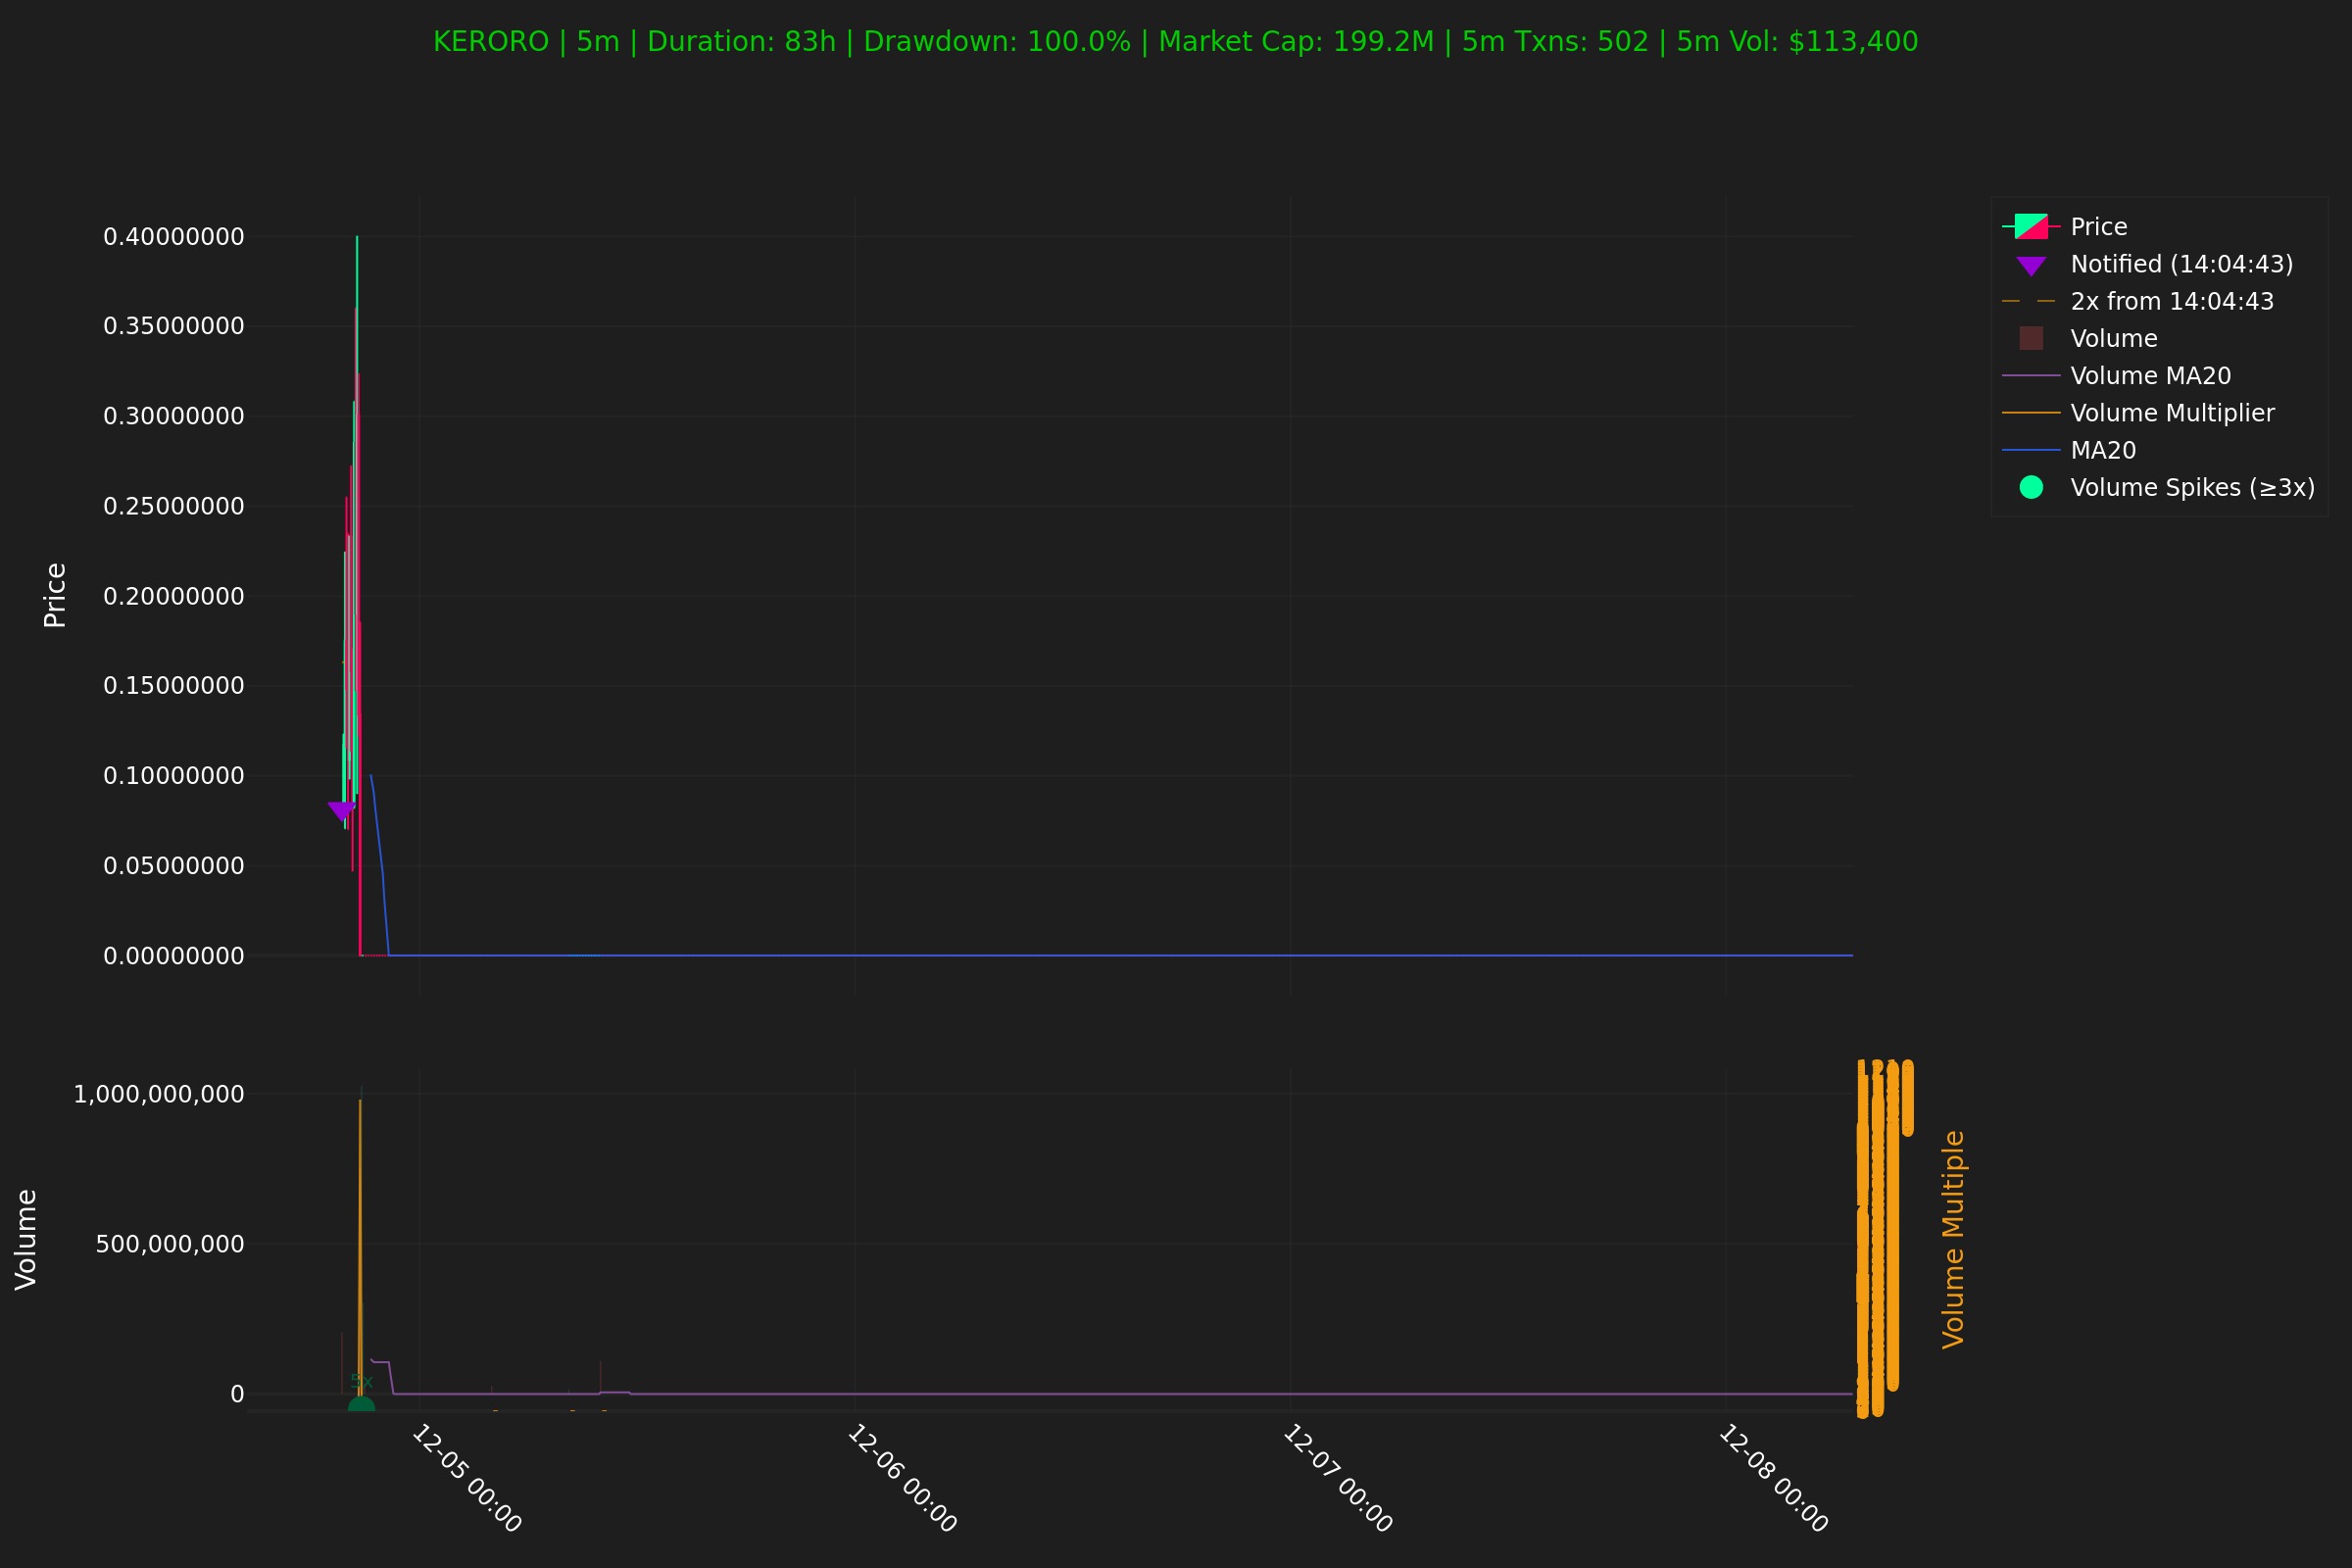 KERORO | 5m | Duration: 83h | Drawdown: 100.0% | Market Cap: 199.2M | 5m Txns: 502 | 5m Vol: $113,400
Price
0.40000000
0.35000000
0.30000000
0.25000000
0.20000000
0.15000000
0.10000000
0.05000000
0.00000000
Price
Notified (14:04:43)
2x from 14:04:43
Volume
Volume MA20
Volume Multiplier
MA20
Volume Spikes (≥3x)
Volume
1,000,000,000
500,000,000
0
5x
Volume Multiple
12-05 00:00
12-06 00:00
12-07 00:00
12-08 00:00